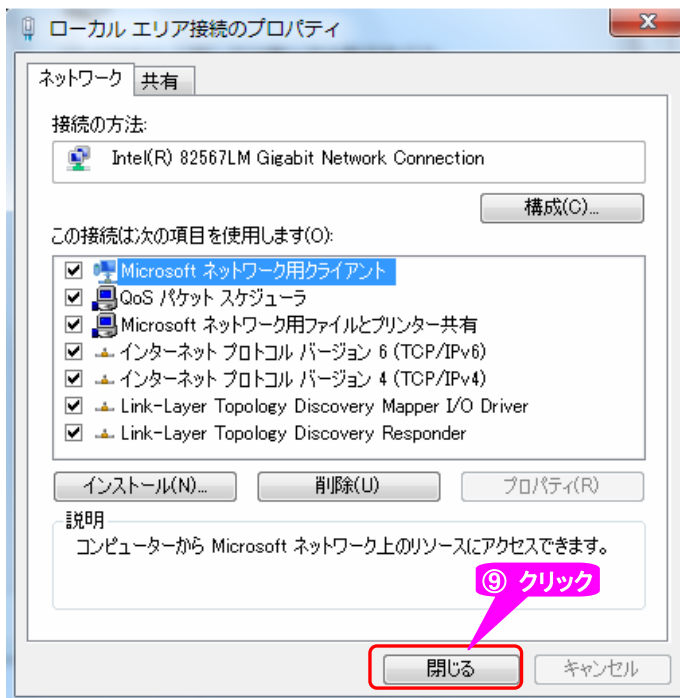 ローカル エリア接続のプロパティ
ネットワーク
共有
接続の方法:
Intel(R) 82567LM Gigabit Network Connection
構成(C)...
この接続は次の項目を使用します(O):
Microsoft ネットワーク用クライアント
QoS パケット スケジューラ
Microsoft ネットワーク用ファイルとプリンター共有
インターネット プロトコル バージョン 6 (TCP/IPv6)
インターネット プロトコル バージョン 4 (TCP/IPv4)
Link-Layer Topology Discovery Mapper I/O Driver
Link-Layer Topology Discovery Responder
インストール(N)...
削除(U)
プロパティ(R)
説明
コンピューターから Microsoft ネットワーク上のリソースにアクセスできます。
⑨ クリック
閉じる
キャンセル